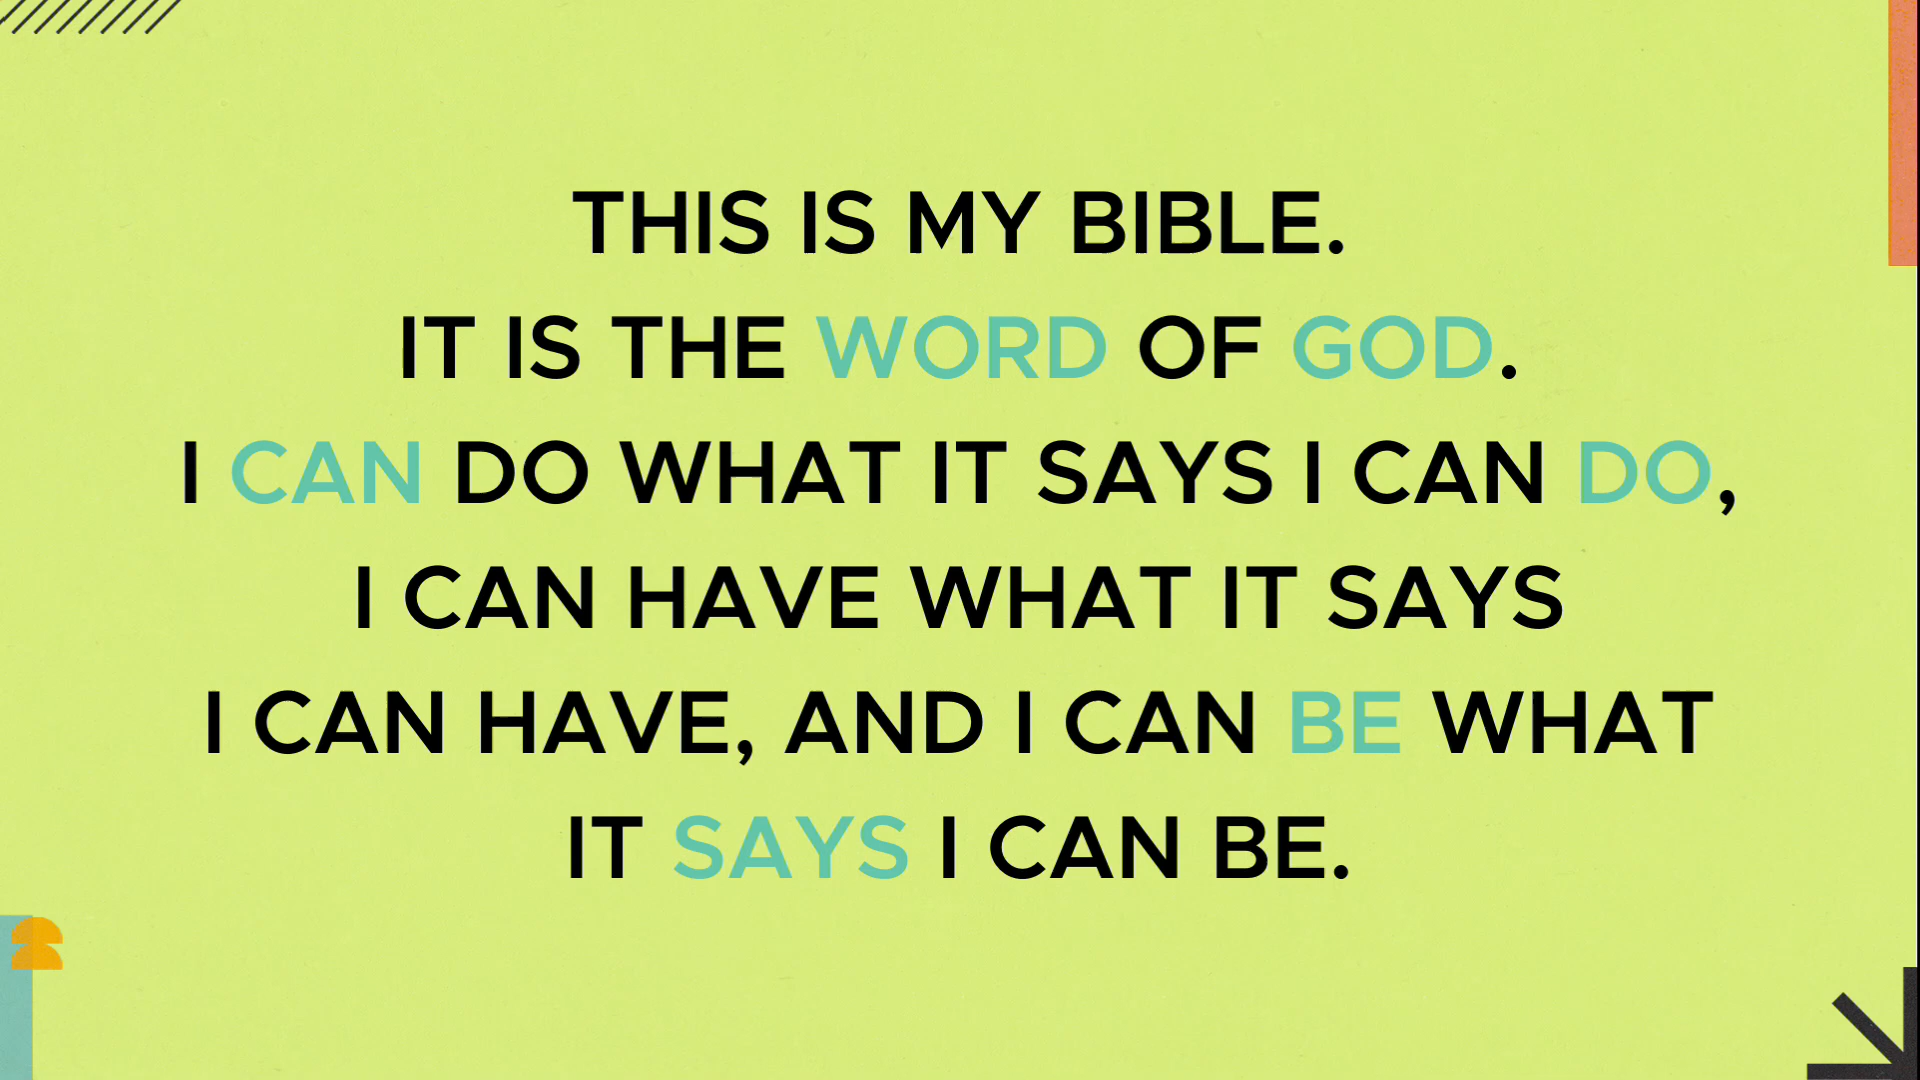 THIS IS MY BIBLE.
IT IS THE WORD OF GOD.
I CAN DO WHAT IT SAYS I CAN DO,
I CAN HAVE WHAT IT SAYS
I CAN HAVE, AND I CAN BE WHAT
IT SAYS I CAN BE.